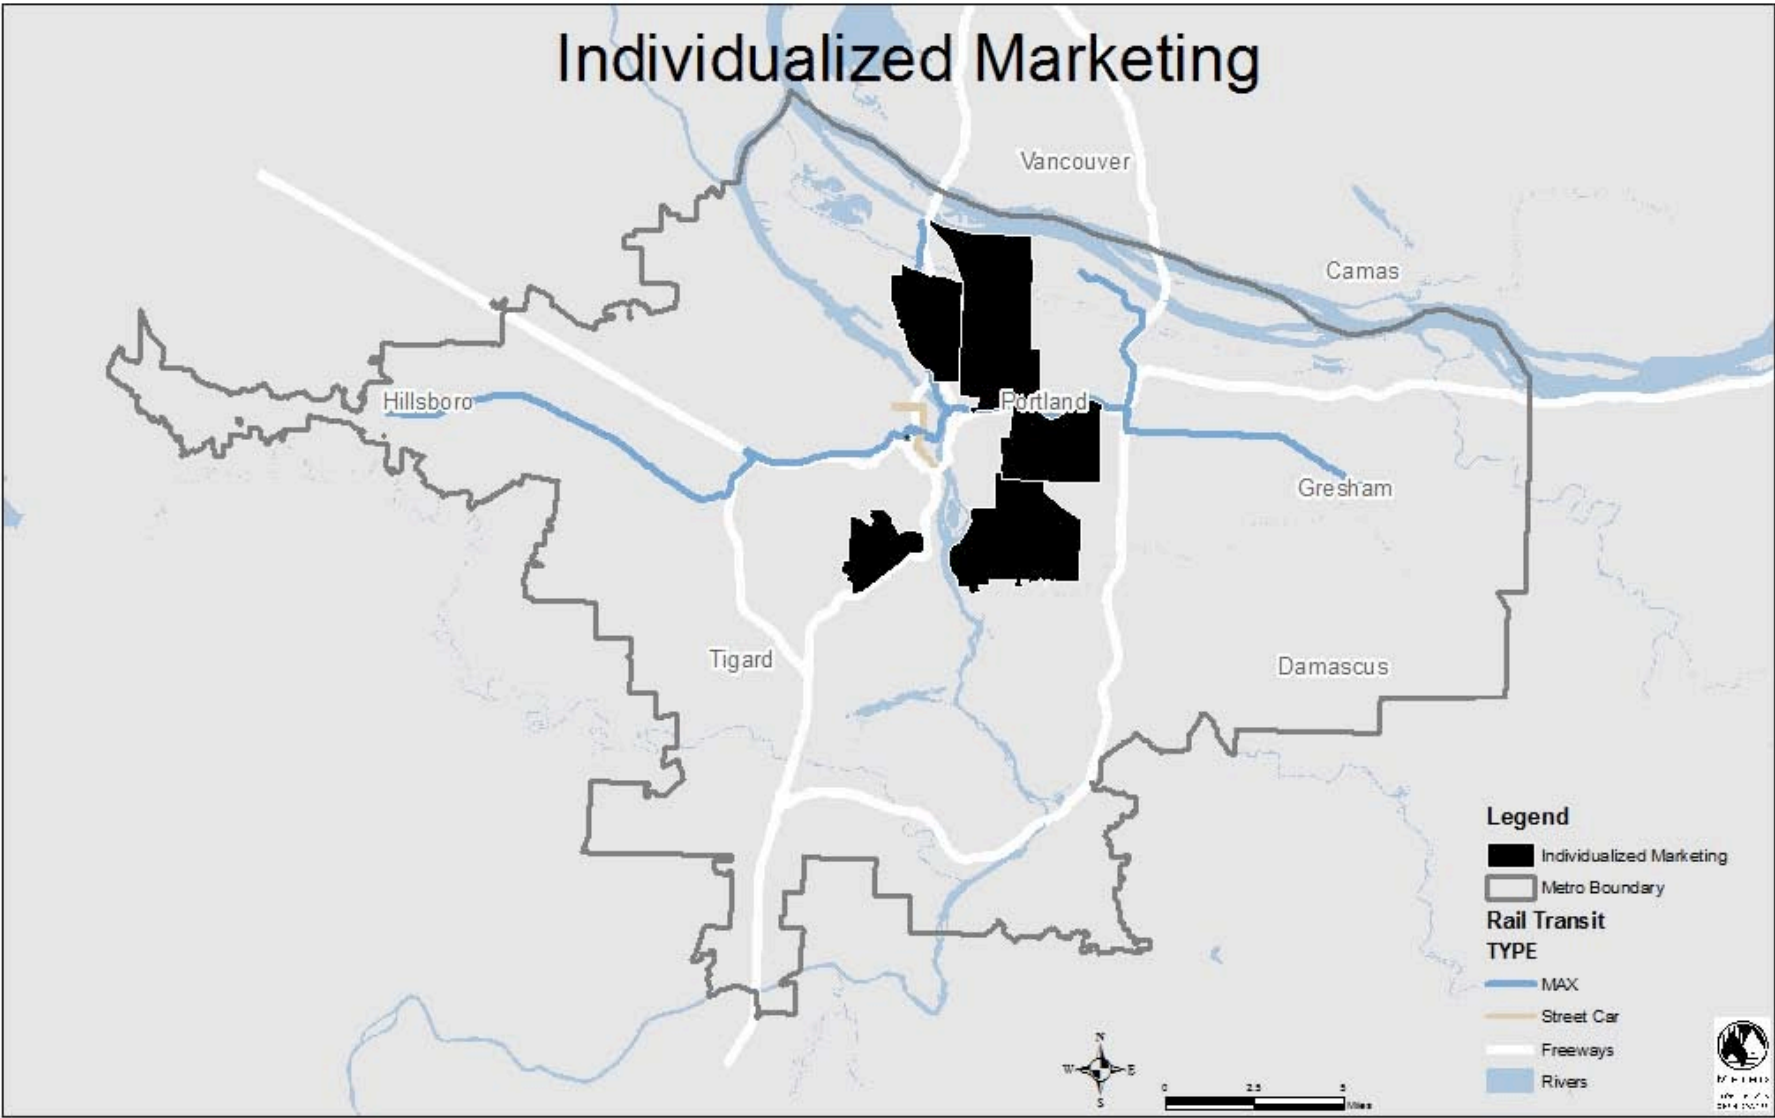 Individualized Marketing
Vancouver
Camas
Hillsboro
Portland
Gresham
Tigard
Damascus
Legend
Individualized Marketing
Metro Boundary
Rail Transit
TYPE
MAX
Street Car
Freeways
Rivers
N
W E
S
0 2.5 5
Miles
METRO